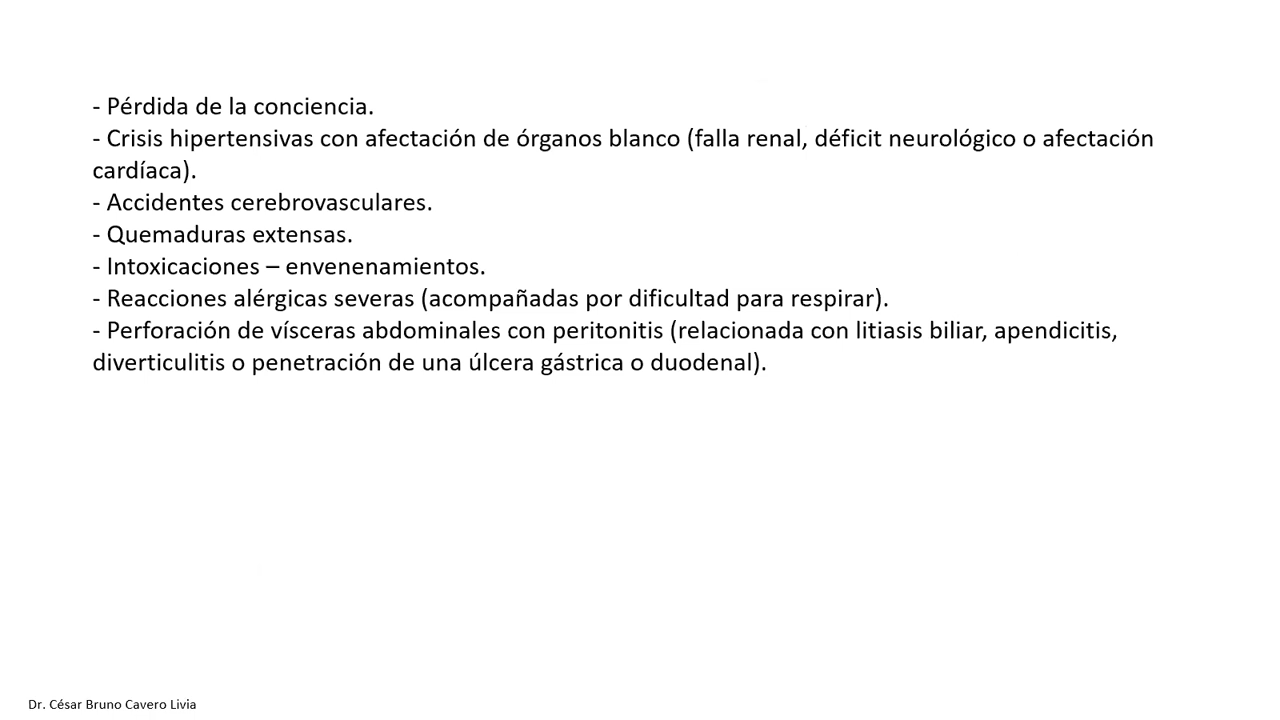 - Pérdida de la conciencia.
- Crisis hipertensivas con afectación de órganos blanco (falla renal, déficit neurológico o afectación
cardíaca).
- Accidentes cerebrovasculares.
- Quemaduras extensas.
- Intoxicaciones – envenenamientos.
- Reacciones alérgicas severas (acompañadas por dificultad para respirar).
- Perforación de vísceras abdominales con peritonitis (relacionada con litiasis biliar, apendicitis,
diverticulitis o penetración de una úlcera gástrica o duodenal).
Dr. César Bruno Cavero Livia